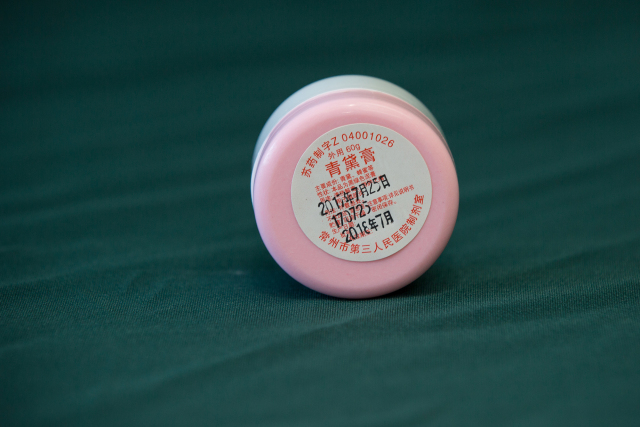 苏药制字Z 04001026
外用 60g
青黛膏
2017年7月25日
170725
2018年7月
常州市第三人民医院制剂室